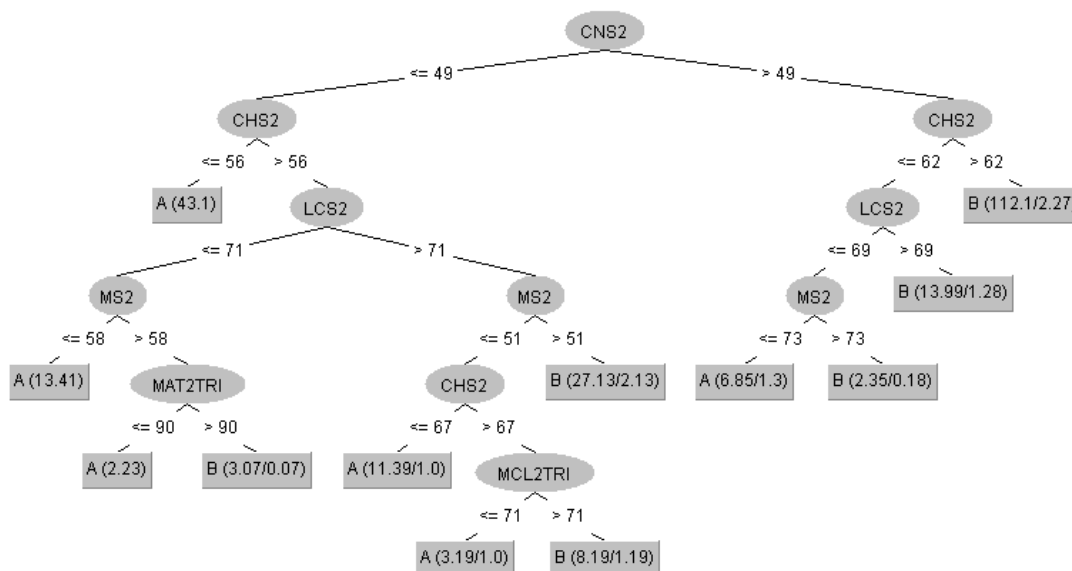 CNS2
<= 49 > 49
CHS2 CHS2
<= 56 > 56 <= 62 > 62
A (43.1) LCS2 LCS2 B (112.1/2.27)
<= 71 > 71 <= 69 > 69
MS2 MS2 MS2 B (13.99/1.28)
<= 58 > 58 <= 51 > 51 <= 73 > 73
A (13.41) MAT2TRI CHS2 B (27.13/2.13) A (6.85/1.3) B (2.35/0.18)
<= 90 > 90 <= 67 > 67
A (2.23) B (3.07/0.07) A (11.39/1.0) MCL2TRI
<= 71 > 71
A (3.19/1.0) B (8.19/1.19)